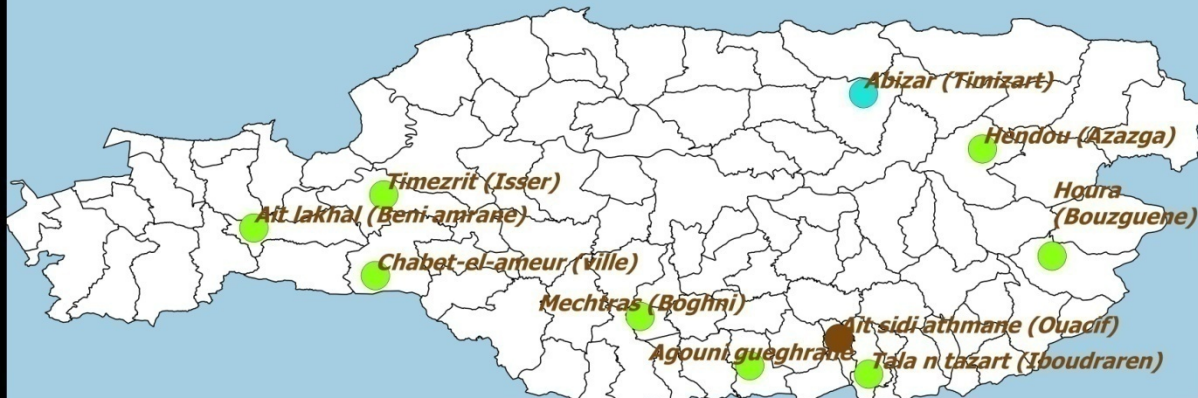 Abizar (Timizart)
Hendou (Azazga)
Timezrit (Isser)
Houra
(Bouzguene)
Ait lakhal (Beni amrane)
Chabet-el-ameur (ville)
Mechtras (Boghni)
Ait sidi athmane (Ouacif)
Agouni gueghrane
Tala n tazart (Iboudraren)